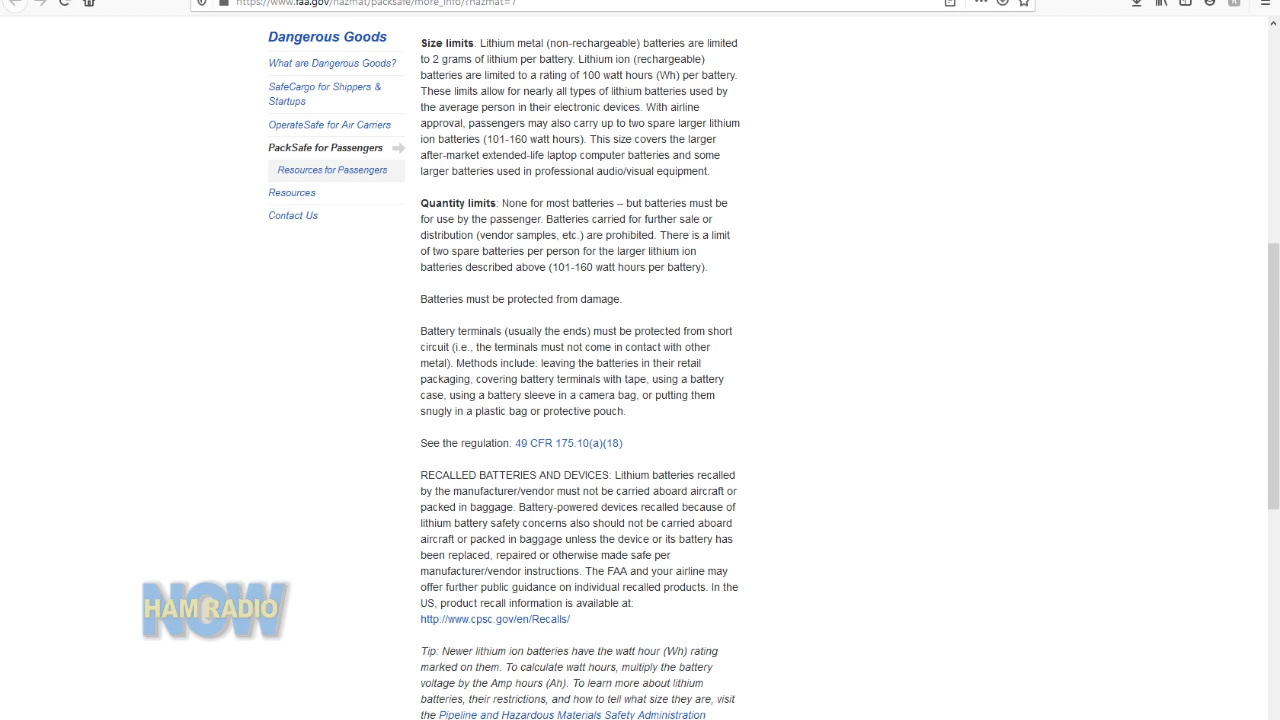 https://www.faa.gov/hazmat/packsafe/more_info/?hazmat=7
Dangerous Goods
What are Dangerous Goods?
SafeCargo for Shippers &
Startups
OperateSafe for Air Carriers
PackSafe for Passengers
Resources for Passengers
Resources
Contact Us
Size limits: Lithium metal (non-rechargeable) batteries are limited
to 2 grams of lithium per battery. Lithium ion (rechargeable)
batteries are limited to a rating of 100 watt hours (Wh) per battery.
These limits allow for nearly all types of lithium batteries used by
the average person in their electronic devices. With airline
approval, passengers may also carry up to two spare larger lithium
ion batteries (101-160 watt hours). This size covers the larger
after-market extended-life laptop computer batteries and some
larger batteries used in professional audio/visual equipment.
Quantity limits: None for most batteries – but batteries must be
for use by the passenger. Batteries carried for further sale or
distribution (vendor samples, etc.) are prohibited. There is a limit
of two spare batteries per person for the larger lithium ion
batteries described above (101-160 watt hours per battery).
Batteries must be protected from damage.
Battery terminals (usually the ends) must be protected from short
circuit (i.e., the terminals must not come in contact with other
metal). Methods include: leaving the batteries in their retail
packaging, covering battery terminals with tape, using a battery
case, using a battery sleeve in a camera bag, or putting them
snugly in a plastic bag or protective pouch.
See the regulation: 49 CFR 175.10(a)(18)
RECALLED BATTERIES AND DEVICES: Lithium batteries recalled
by the manufacturer/vendor must not be carried aboard aircraft or
packed in baggage. Battery-powered devices recalled because of
lithium battery safety concerns also should not be carried aboard
aircraft or packed in baggage unless the device or its battery has
been replaced, repaired or otherwise made safe per
manufacturer/vendor instructions. The FAA and your airline may
offer further public guidance on individual recalled products. In the
US, product recall information is available at:
http://www.cpsc.gov/en/Recalls/
Tip: Newer lithium ion batteries have the watt hour (Wh) rating
marked on them. To calculate watt hours, multiply the battery
voltage by the Amp hours (Ah). To learn more about lithium
batteries, their restrictions, and how to tell what size they are, visit
the Pipeline and Hazardous Materials Safety Administration
NOW
HAM RADIO